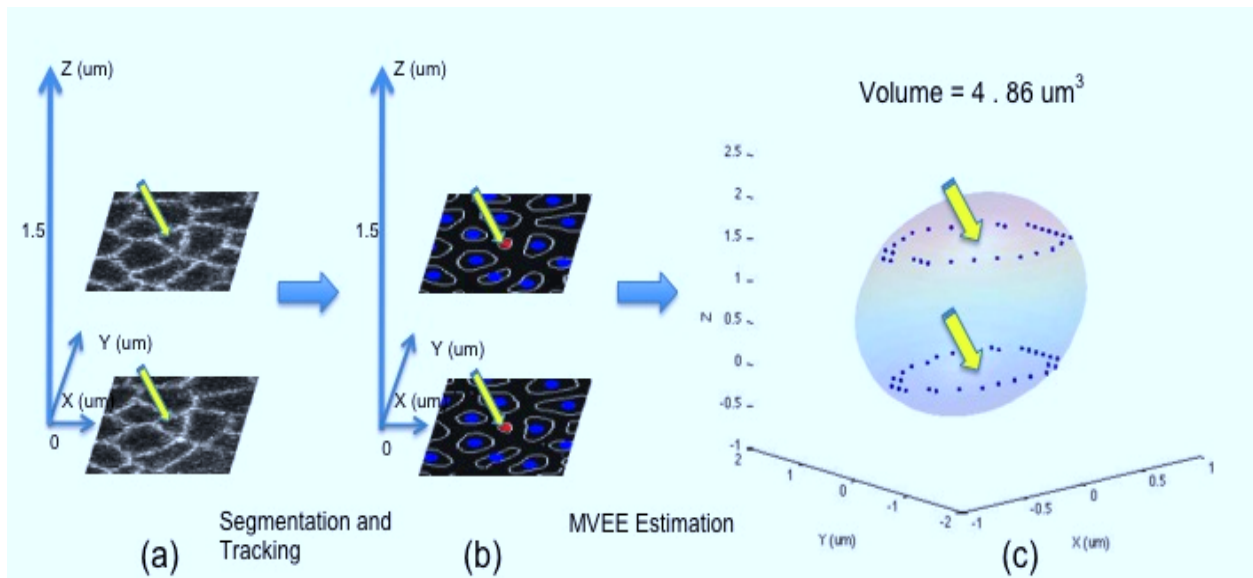 Z (um)
1.5
Y (um)
X (um)
0
(a)
Segmentation and
Tracking
Z (um)
1.5
Y (um)
X (um)
0
(b)
MVEE Estimation
Volume = 4 . 86 um³
2.5
2
1.5
1
0.5
0
-0.5
-1
Z
2
1
0
-1
-2
Y (um)
-1
-0.5
0
0.5
1
X (um)
(c)